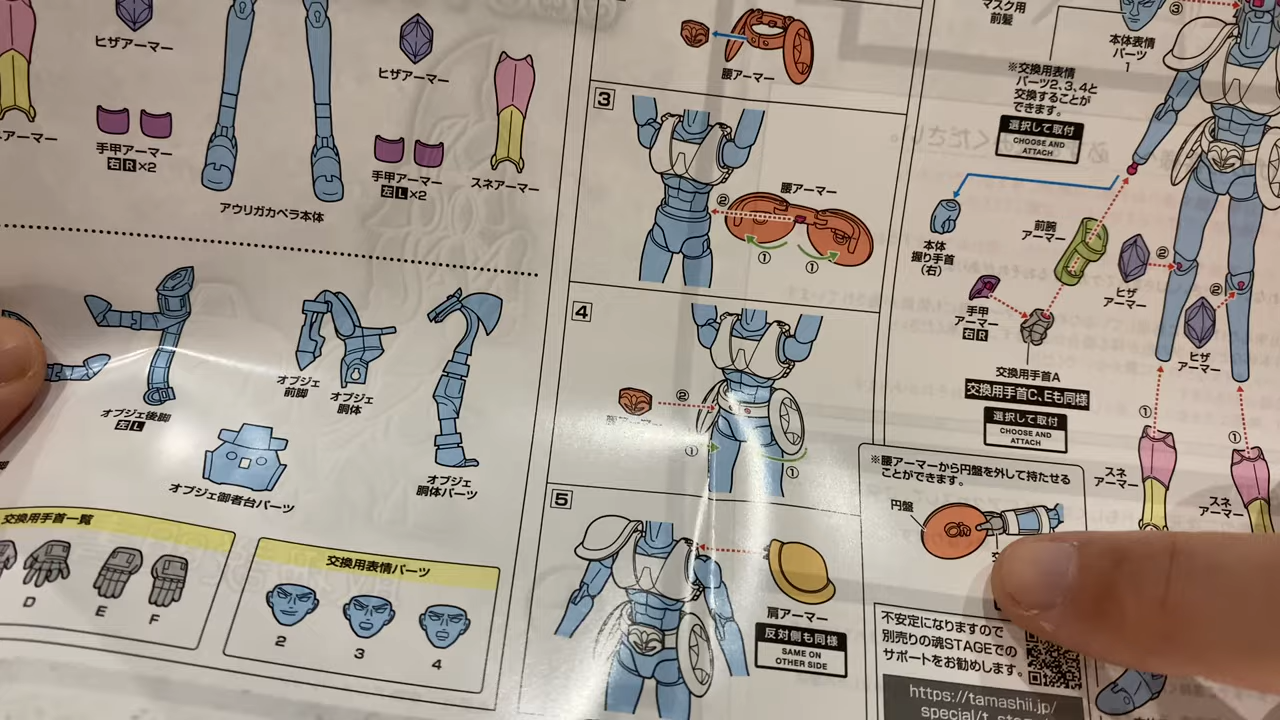 ヒザアーマー
手甲アーマー
右R×2
アウリガカペラ本体
ヒザアーマー
手甲アーマー
左L×2
スネアーマー
オブジェ後脚
左L
オブジェ
前脚
オブジェ
胴体
オブジェ
胴体パーツ
オブジェ御者台パーツ
交換用手首一覧
D
E
F
交換用表情パーツ
2
3
4
腰アーマー
3
腰アーマー
②
①
①
4
②
①
①
5
肩アーマー
反対側も同様
SAME ON
OTHER SIDE
マスク用
前髪
③
本体表情
パーツ
1
※交換用表情
パーツ2、3、4と
交換することが
できます。
選択して取付
CHOOSE AND
ATTACH
本体
握り手首
(右)
前腕
アーマー
手甲
アーマー
右R
ヒザ
アーマー
②
②
ヒザ
アーマー
交換用手首A
交換用手首C、Eも同様
選択して取付
CHOOSE AND
ATTACH
①
①
スネ
アーマー
スネ
アーマー
※腰アーマーから円盤を外して持たせる
ことができます。
円盤
不安定になりますので
別売りの魂STAGEでの
サポートをお勧めします。
https://tamashii.jp/